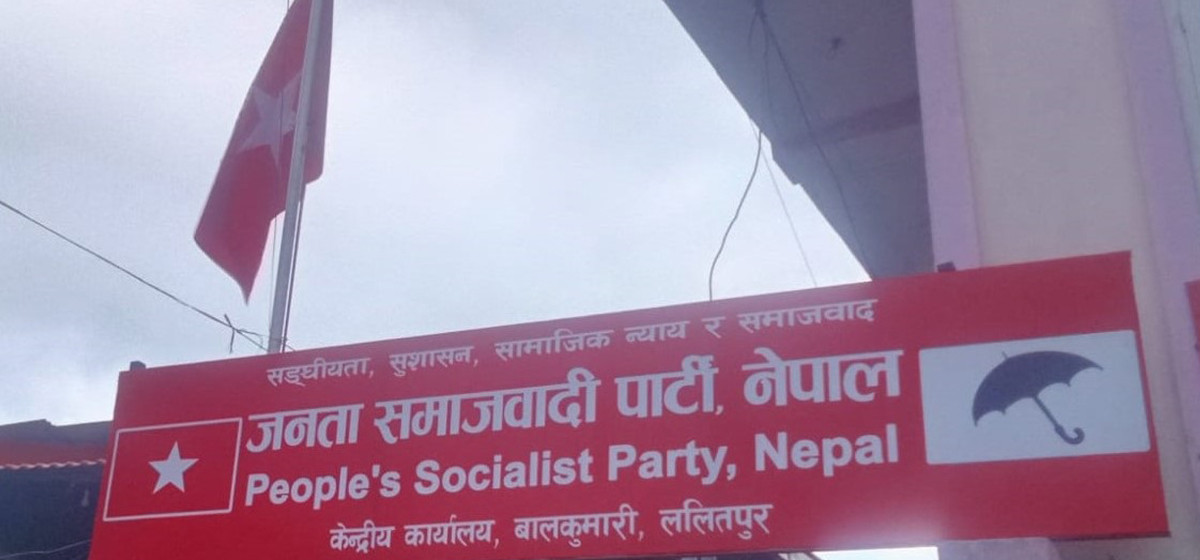 सङ्घीयता, सुशासन, सामाजिक न्याय र समाजवाद
जनता समाजवादी पार्टी, नेपाल
People's Socialist Party, Nepal
केन्द्रीय कार्यालय, बालकुमारी, ललितपुर